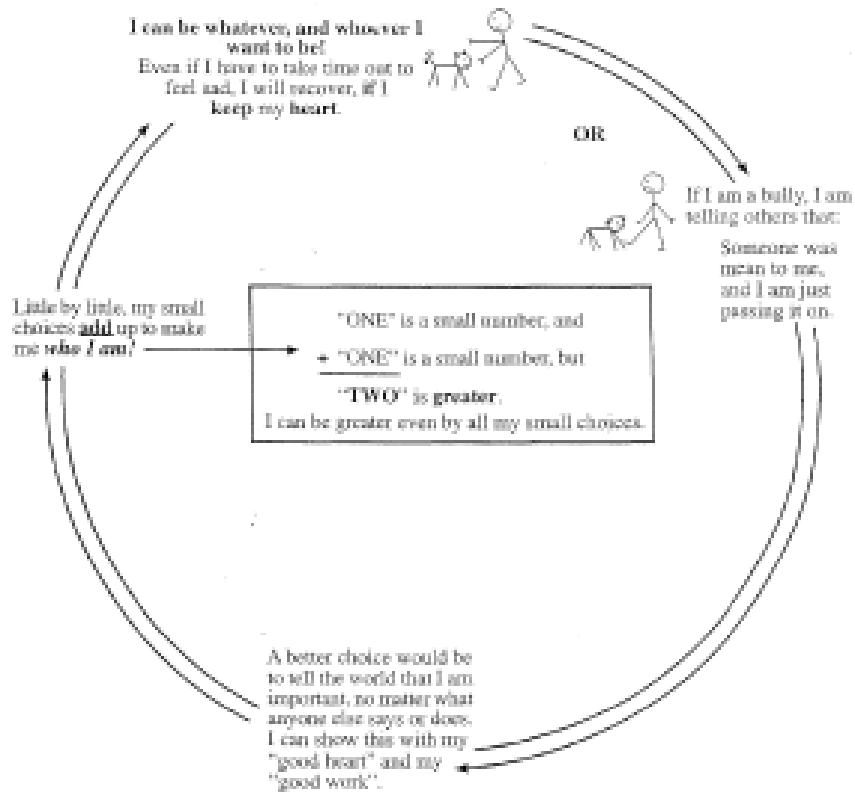 I can be whatever, and whoever I
want to be!
Even if I have to take time out to
feel sad, I will recover, if I
keep my heart.
OR
If I am a bully, I am
telling others that:
Someone was
mean to me,
and I am just
passing it on.
A better choice would be
to tell the world that I am
important, no matter what
anyone else says or does.
I can show this with my
"good heart" and my
"good work".
Little by little, my small
choices add up to make
me who I am!
"ONE" is a small number, and
+ "ONE" is a small number, but
"TWO" is greater.
I can be greater even by all my small choices.